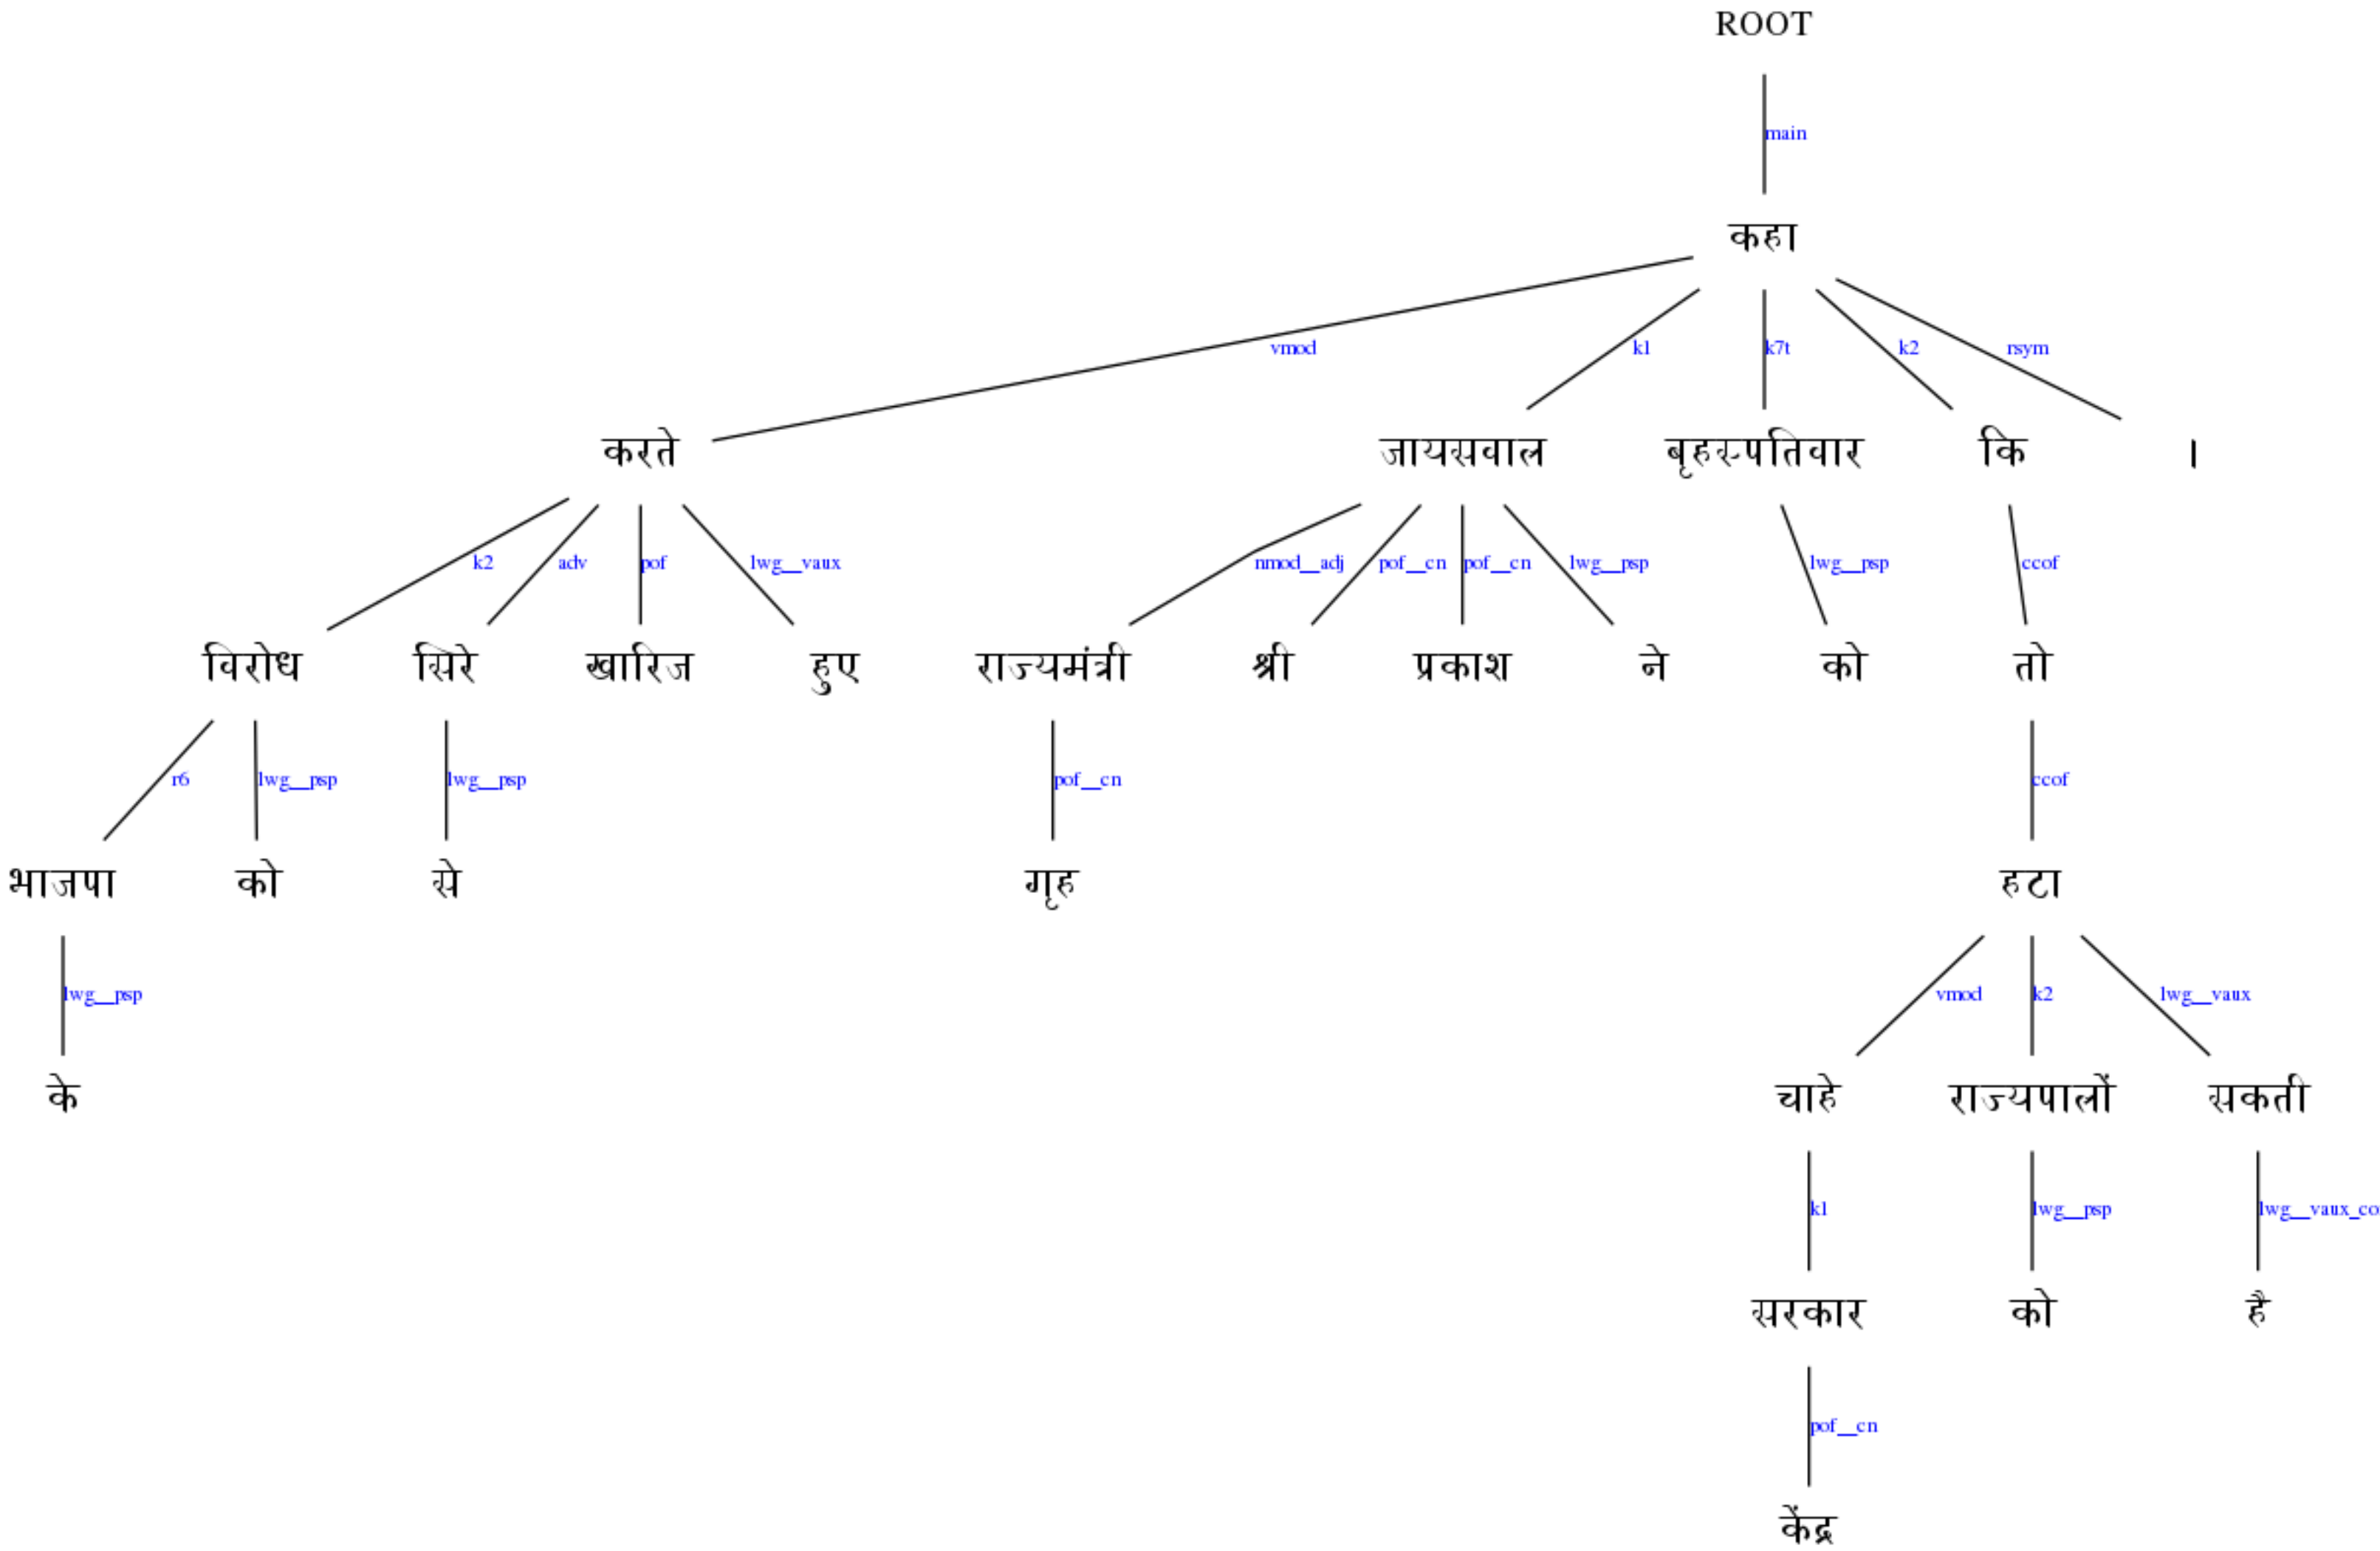 ROOT
main
कहा
vmod k1 k7t k2 rsym
करते जायसवाल बृहस्पतिवार कि ।
k2 adv pof lwg__vaux nmod__adj pof__cn pof__cn lwg__psp lwg__psp ccof
विरोध सिरे खारिज हुए राज्यमंत्री श्री प्रकाश ने को तो
r6 lwg__psp lwg__psp pof__cn ccof
भाजपा को से गृह हटा
lwg__psp vmod k2 lwg__vaux
के चाहे राज्यपालों सकती
k1 lwg__psp lwg__vaux_co
सरकार को है
pof__cn
केंद्र